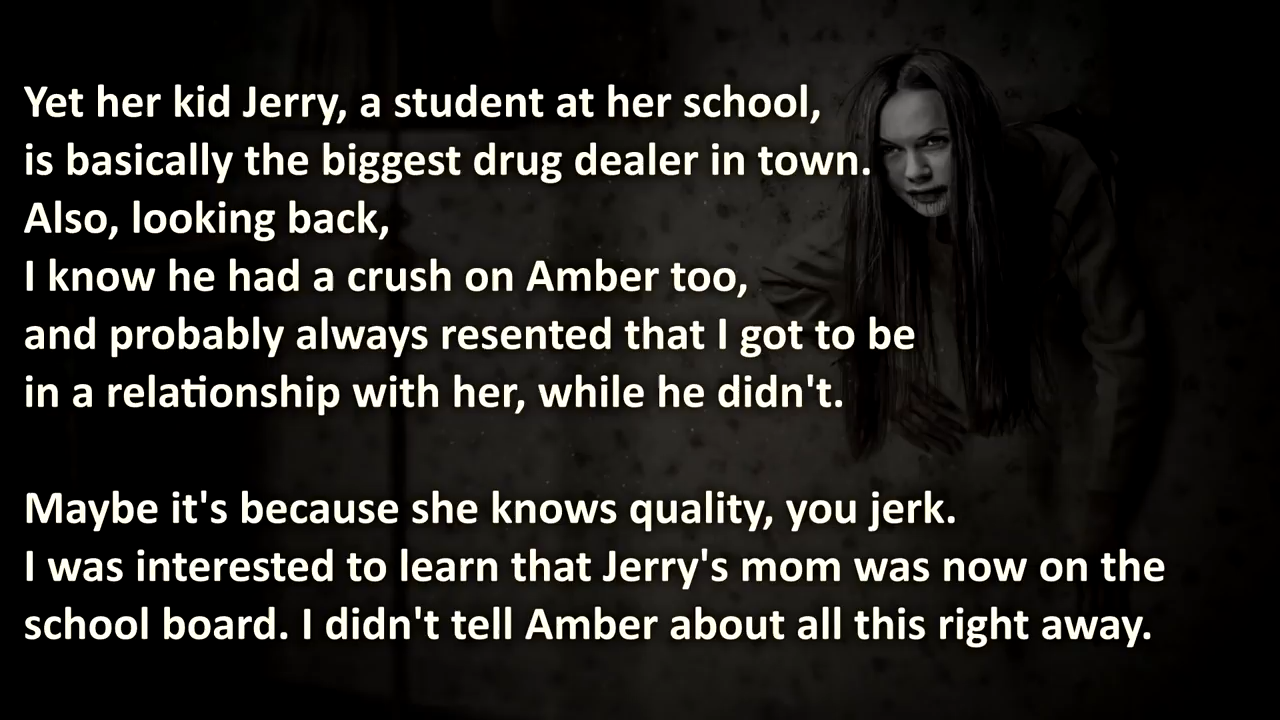 Yet her kid Jerry, a student at her school,
is basically the biggest drug dealer in town.
Also, looking back,
I know he had a crush on Amber too,
and probably always resented that I got to be
in a relationship with her, while he didn't.
Maybe it's because she knows quality, you jerk.
I was interested to learn that Jerry's mom was now on the
school board. I didn't tell Amber about all this right away.